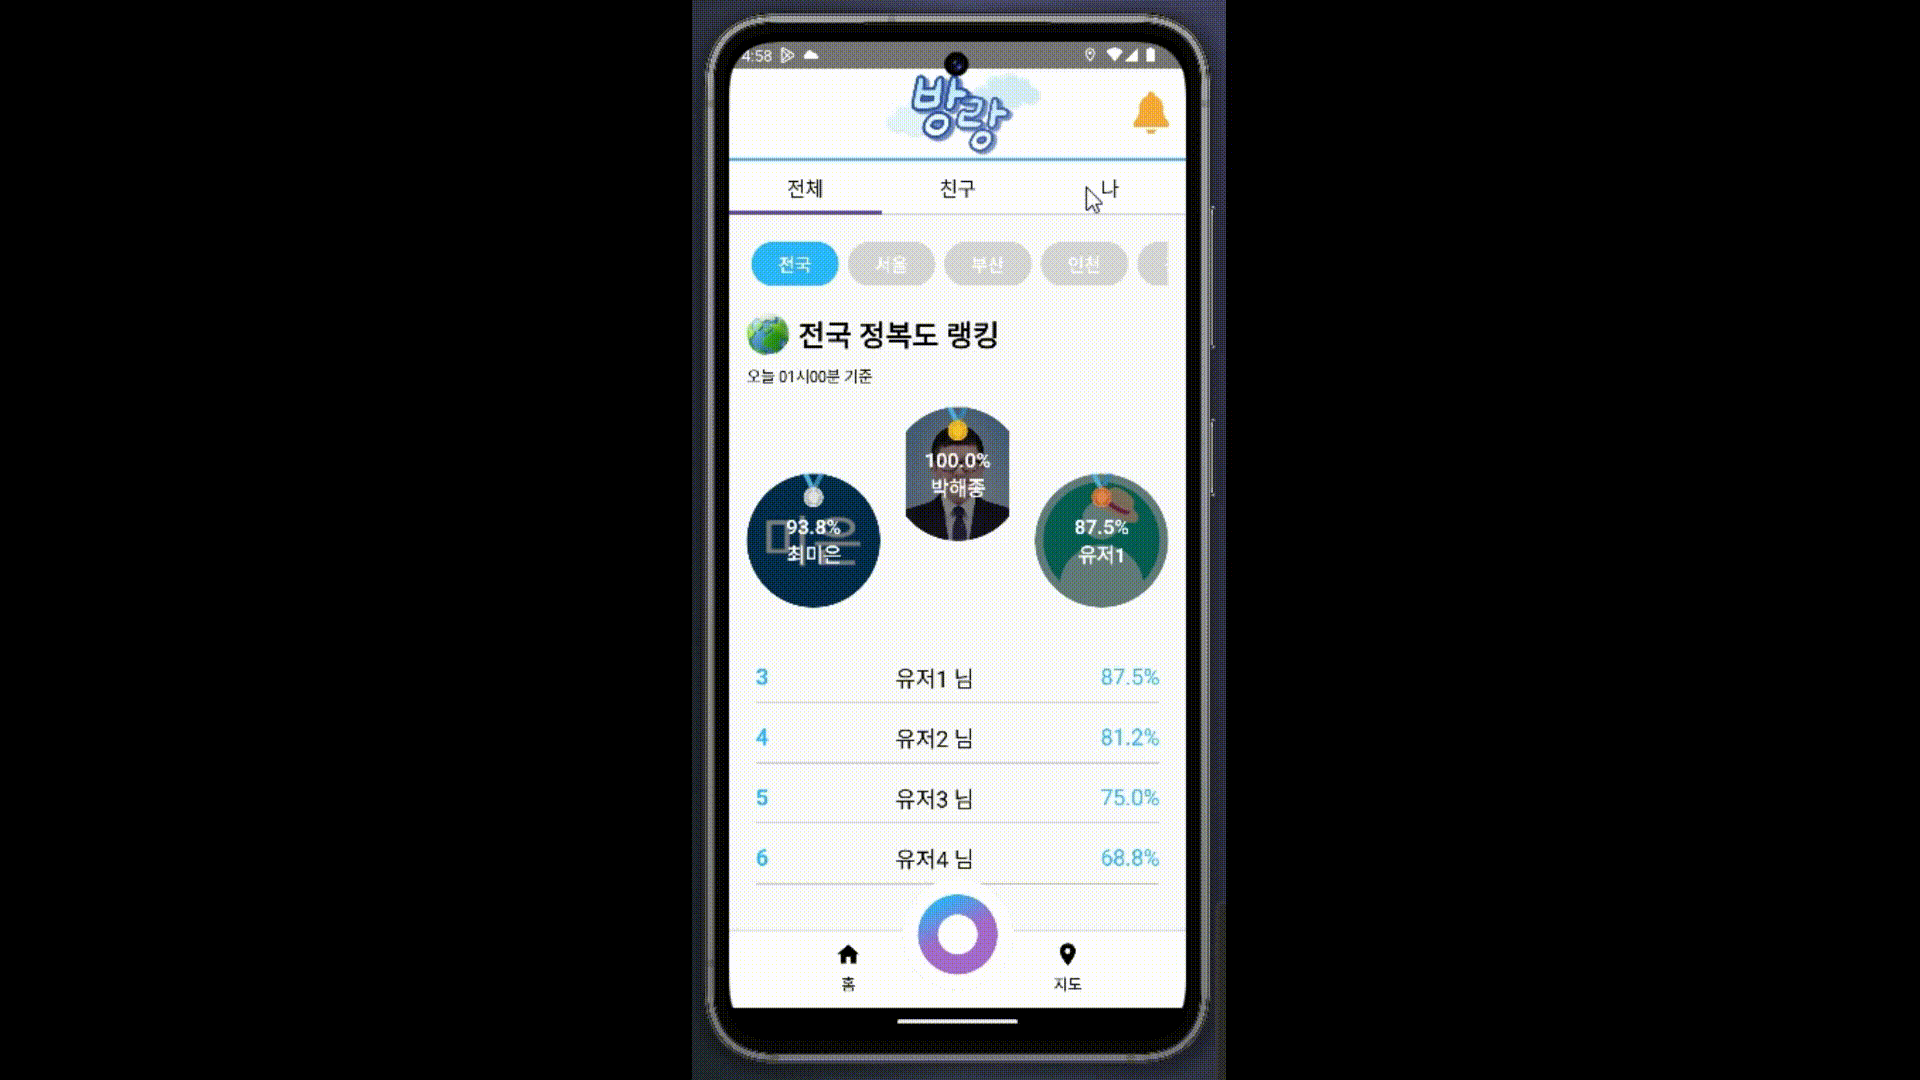 4:58
방랑
전체 친구 나
전국 서울 부산 인천
전국 정복도 랭킹
오늘 01시00분 기준
100.0%
박해종
93.8%
최미은
미은
87.5%
유저1
3 유저1 님 87.5%
4 유저2 님 81.2%
5 유저3 님 75.0%
6 유저4 님 68.8%
홈 지도